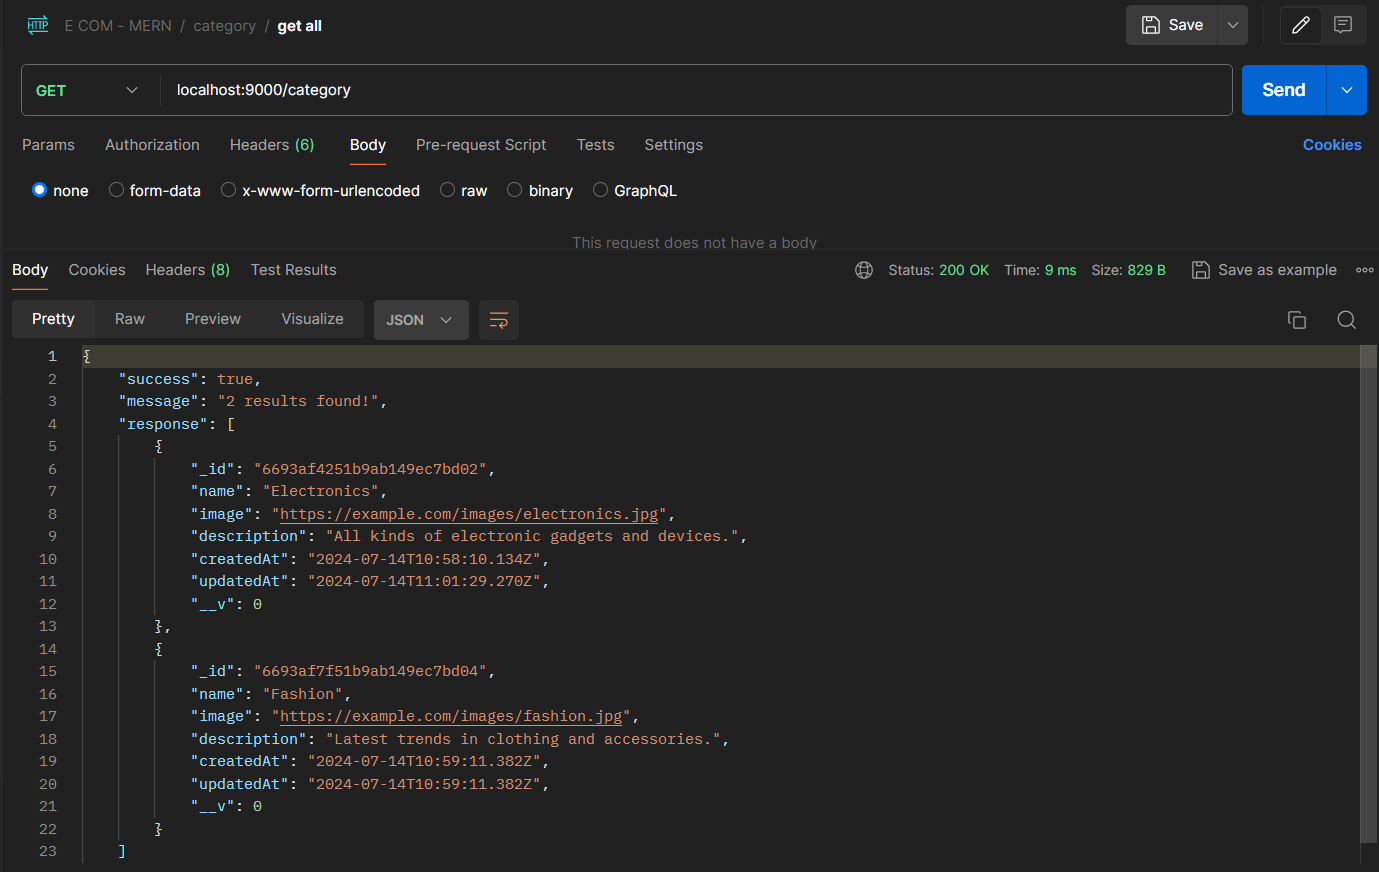 HTTP E COM - MERN / category / get all Save
GET localhost:9000/category Send
Params Authorization Headers (6) Body Pre-request Script Tests Settings Cookies
none form-data x-www-form-urlencoded raw binary GraphQL
This request does not have a body
Body Cookies Headers (8) Test Results Status: 200 OK Time: 9 ms Size: 829 B Save as example
Pretty Raw Preview Visualize JSON
1 {
2 "success": true,
3 "message": "2 results found!",
4 "response": [
5 {
6 "_id": "6693af4251b9ab149ec7bd02",
7 "name": "Electronics",
8 "image": "https://example.com/images/electronics.jpg",
9 "description": "All kinds of electronic gadgets and devices.",
10 "createdAt": "2024-07-14T10:58:10.134Z",
11 "updatedAt": "2024-07-14T11:01:29.270Z",
12 "__v": 0
13 },
14 {
15 "_id": "6693af7f51b9ab149ec7bd04",
16 "name": "Fashion",
17 "image": "https://example.com/images/fashion.jpg",
18 "description": "Latest trends in clothing and accessories.",
19 "createdAt": "2024-07-14T10:59:11.382Z",
20 "updatedAt": "2024-07-14T10:59:11.382Z",
21 "__v": 0
22 }
23 ]